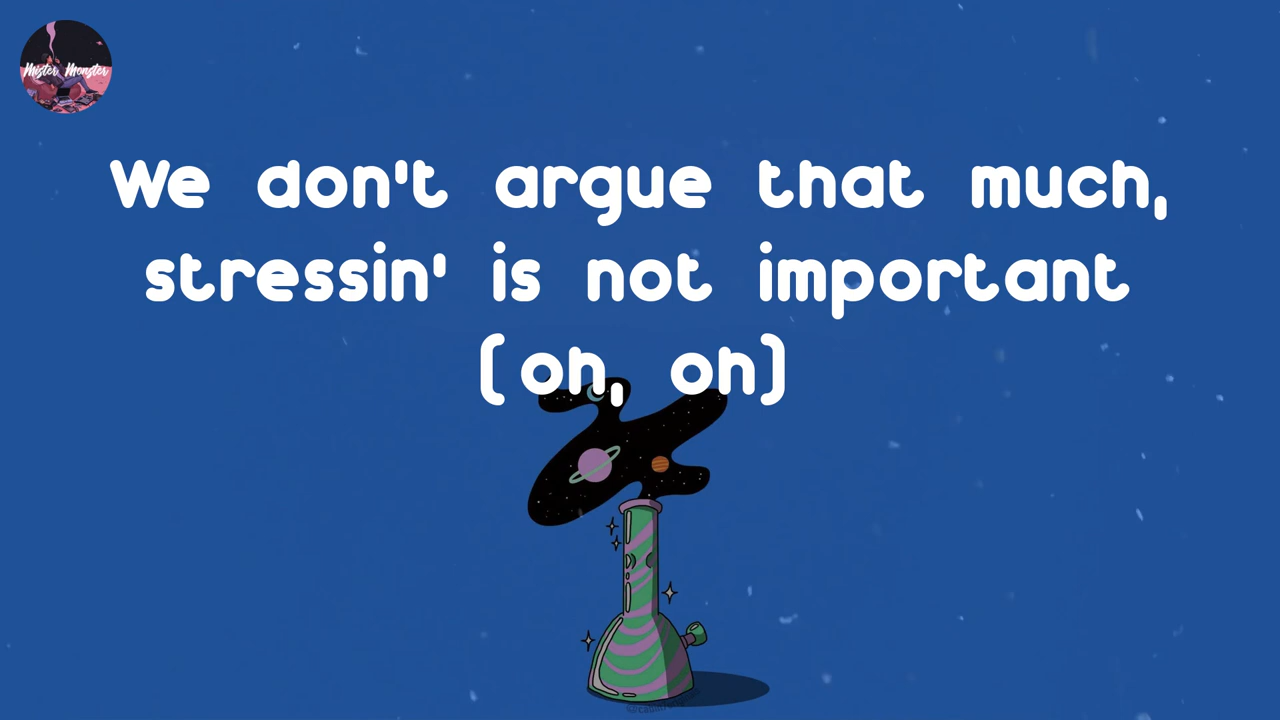 Mister Monster
We don't argue that much,
stressin' is not important
(oh, oh)